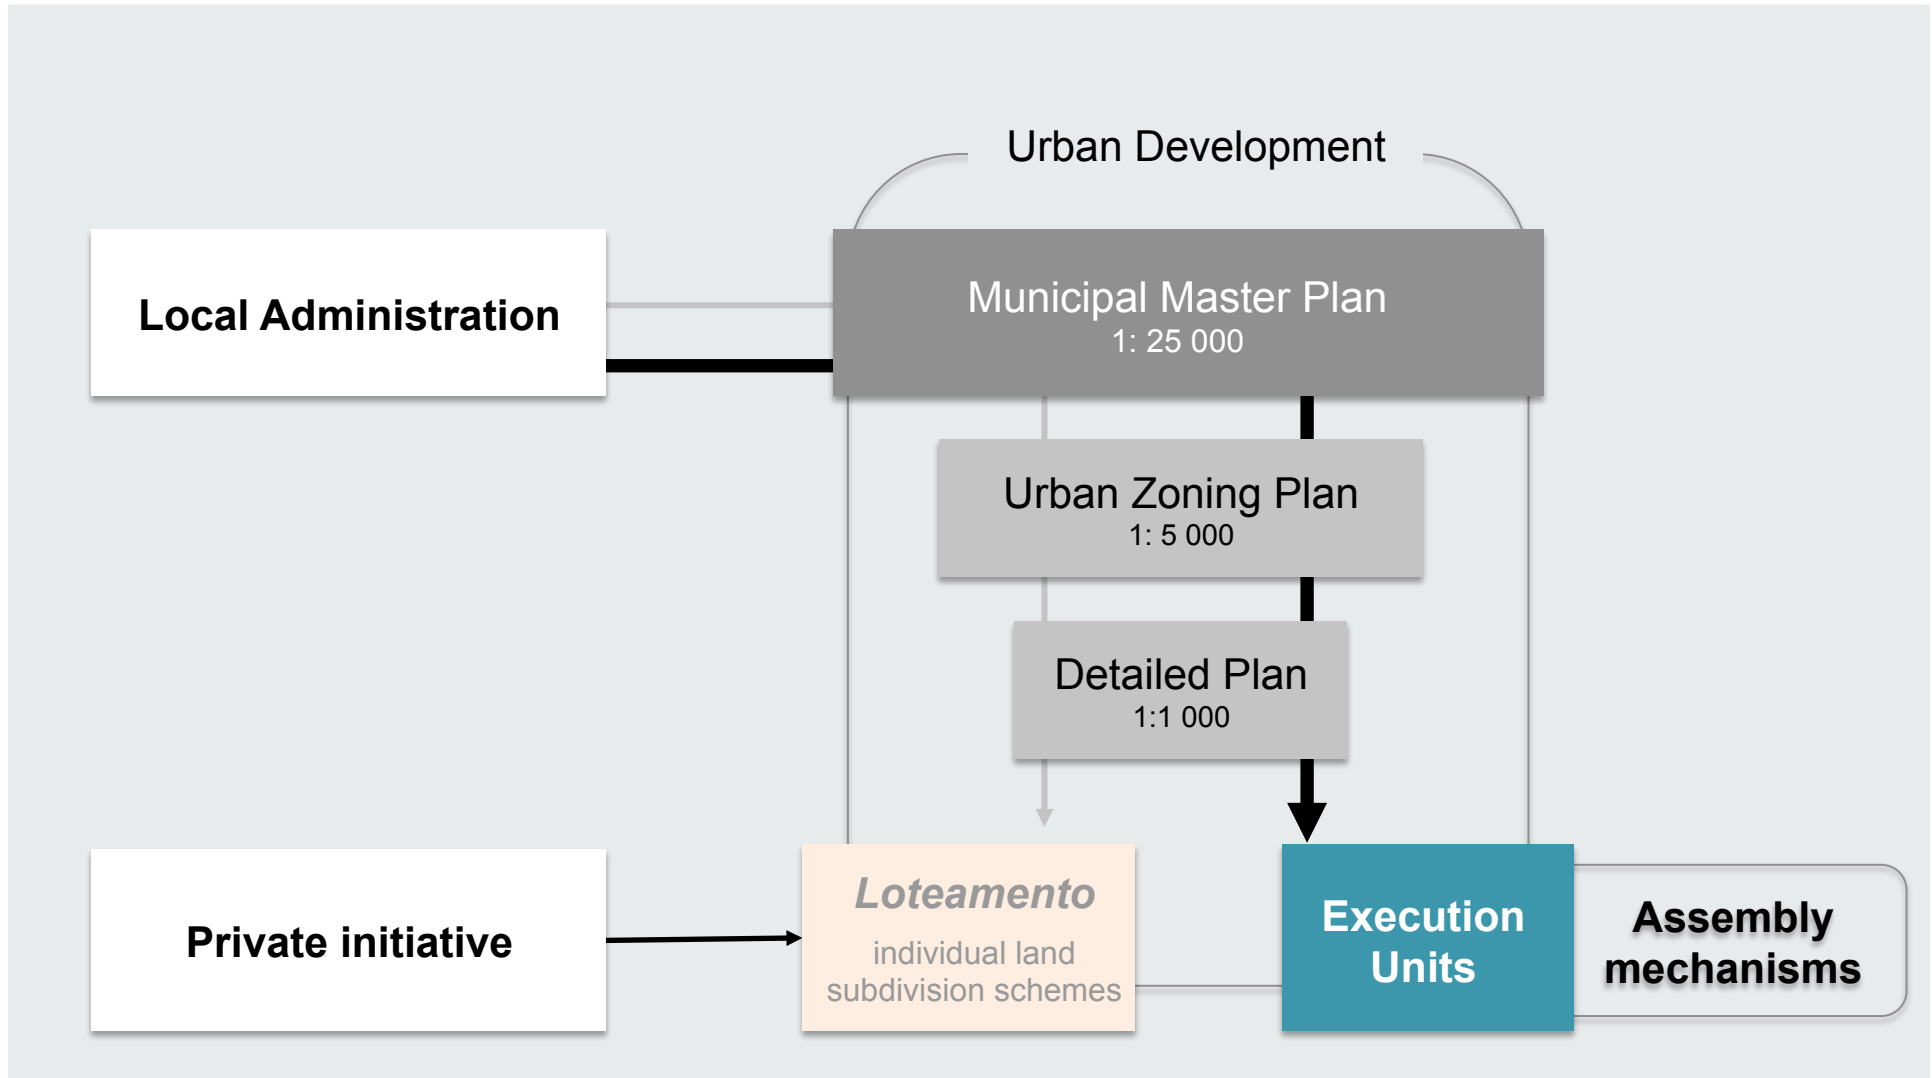 Urban Development
Local Administration
Municipal Master Plan
1: 25 000
Urban Zoning Plan
1: 5 000
Detailed Plan
1:1 000
Private initiative
Loteamento
individual land
subdivision schemes
Execution
Units
Assembly
mechanisms